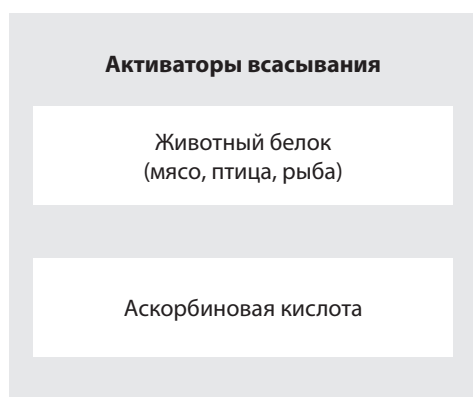 Активаторы всасывания
Животный белок
(мясо, птица, рыба)
Аскорбиновая кислота